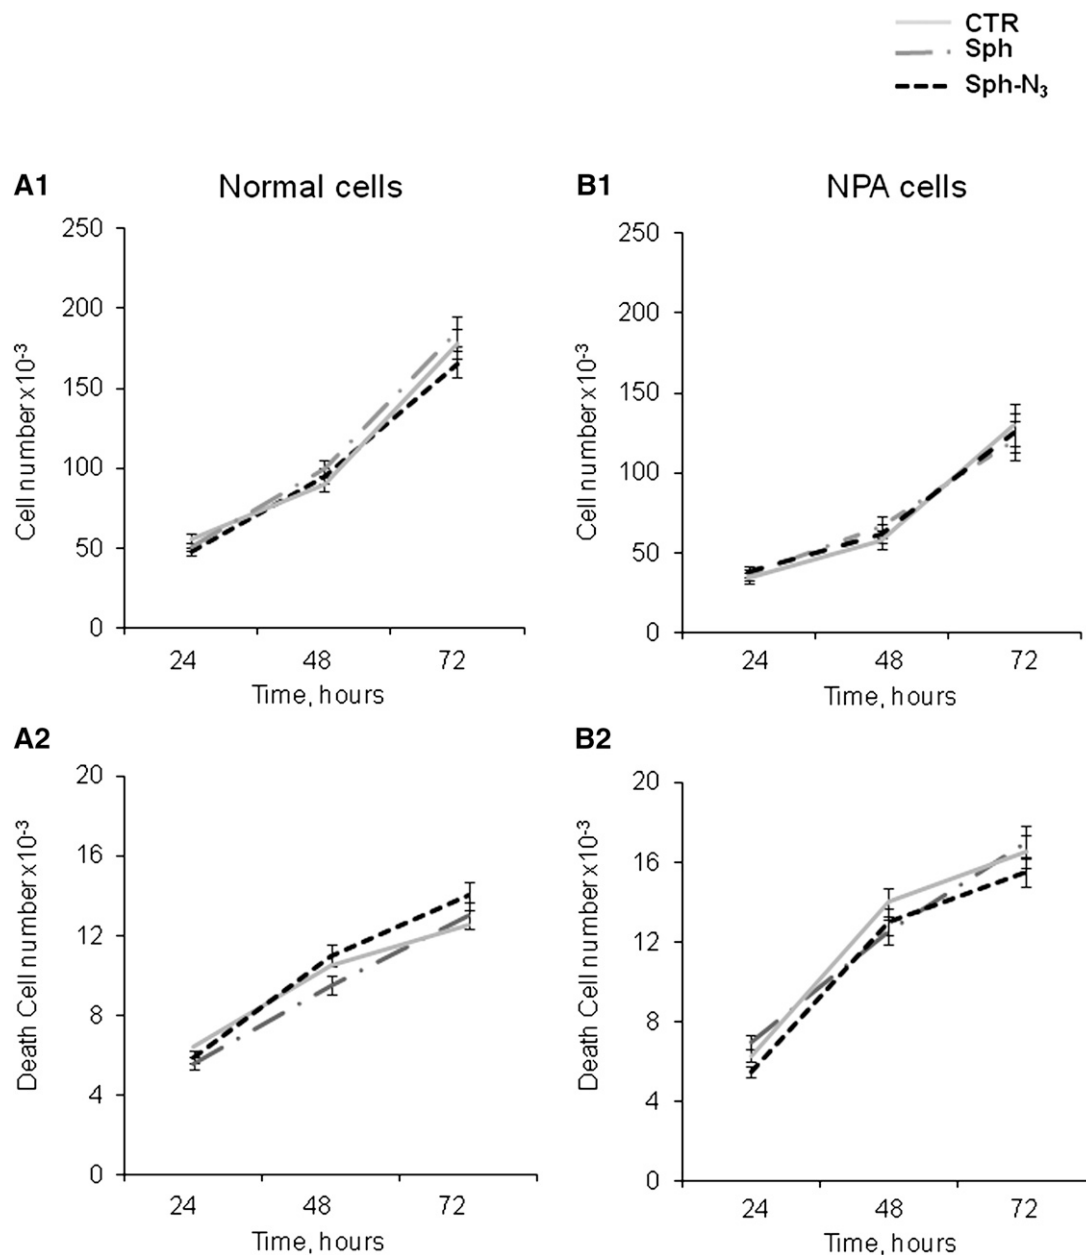 CTR
Sph
Sph-N₃
A1
Normal cells
250
200
150
100
50
0
Cell number x10⁻³
24 48 72
Time, hours
B1
NPA cells
250
200
150
100
50
0
Cell number x10⁻³
24 48 72
Time, hours
A2
20
16
12
8
4
0
Death Cell number x10⁻³
24 48 72
Time, hours
B2
20
16
12
8
4
0
Death Cell number x10⁻³
24 48 72
Time, hours